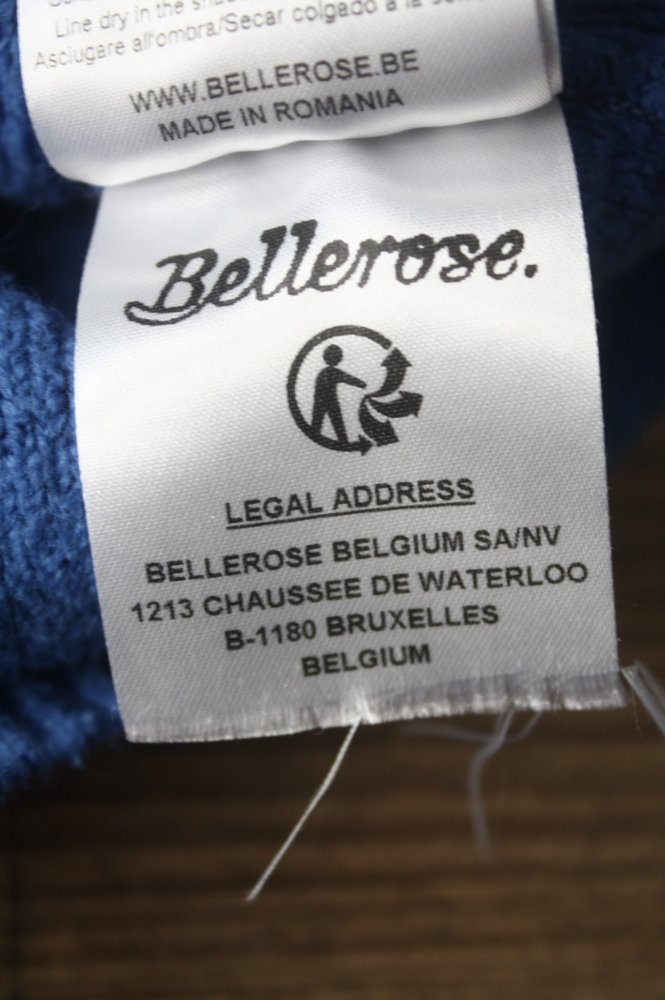 Line dry in the
Asciugare all'ombra/Secar colgado a la
WWW.BELLEROSE.BE
MADE IN ROMANIA
Bellerose.
LEGAL ADDRESS
BELLEROSE BELGIUM SA/NV
1213 CHAUSSEE DE WATERLOO
B-1180 BRUXELLES
BELGIUM